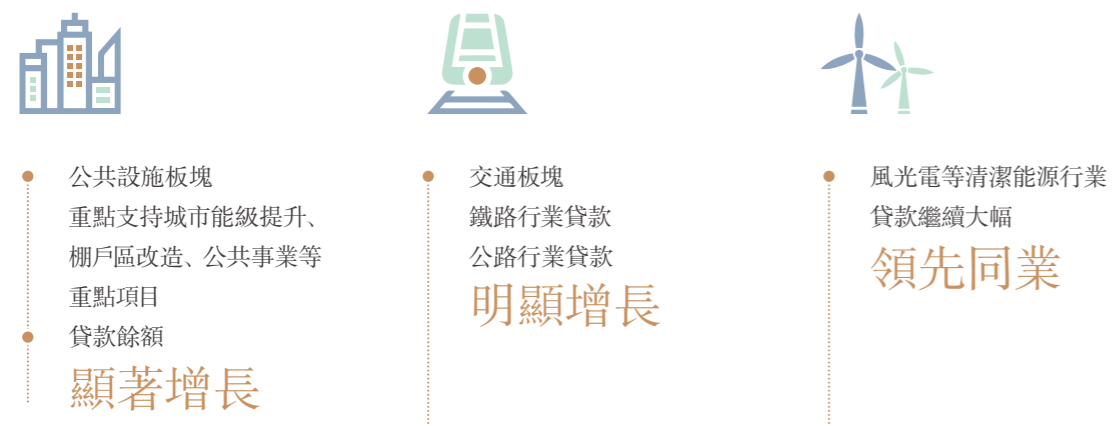 公共設施板塊
重點支持城市能級提升、
棚戶區改造、公共事業等
重點項目
貸款餘額
顯著增長
交通板塊
鐵路行業貸款
公路行業貸款
明顯增長
風光電等清潔能源行業
貸款繼續大幅
領先同業